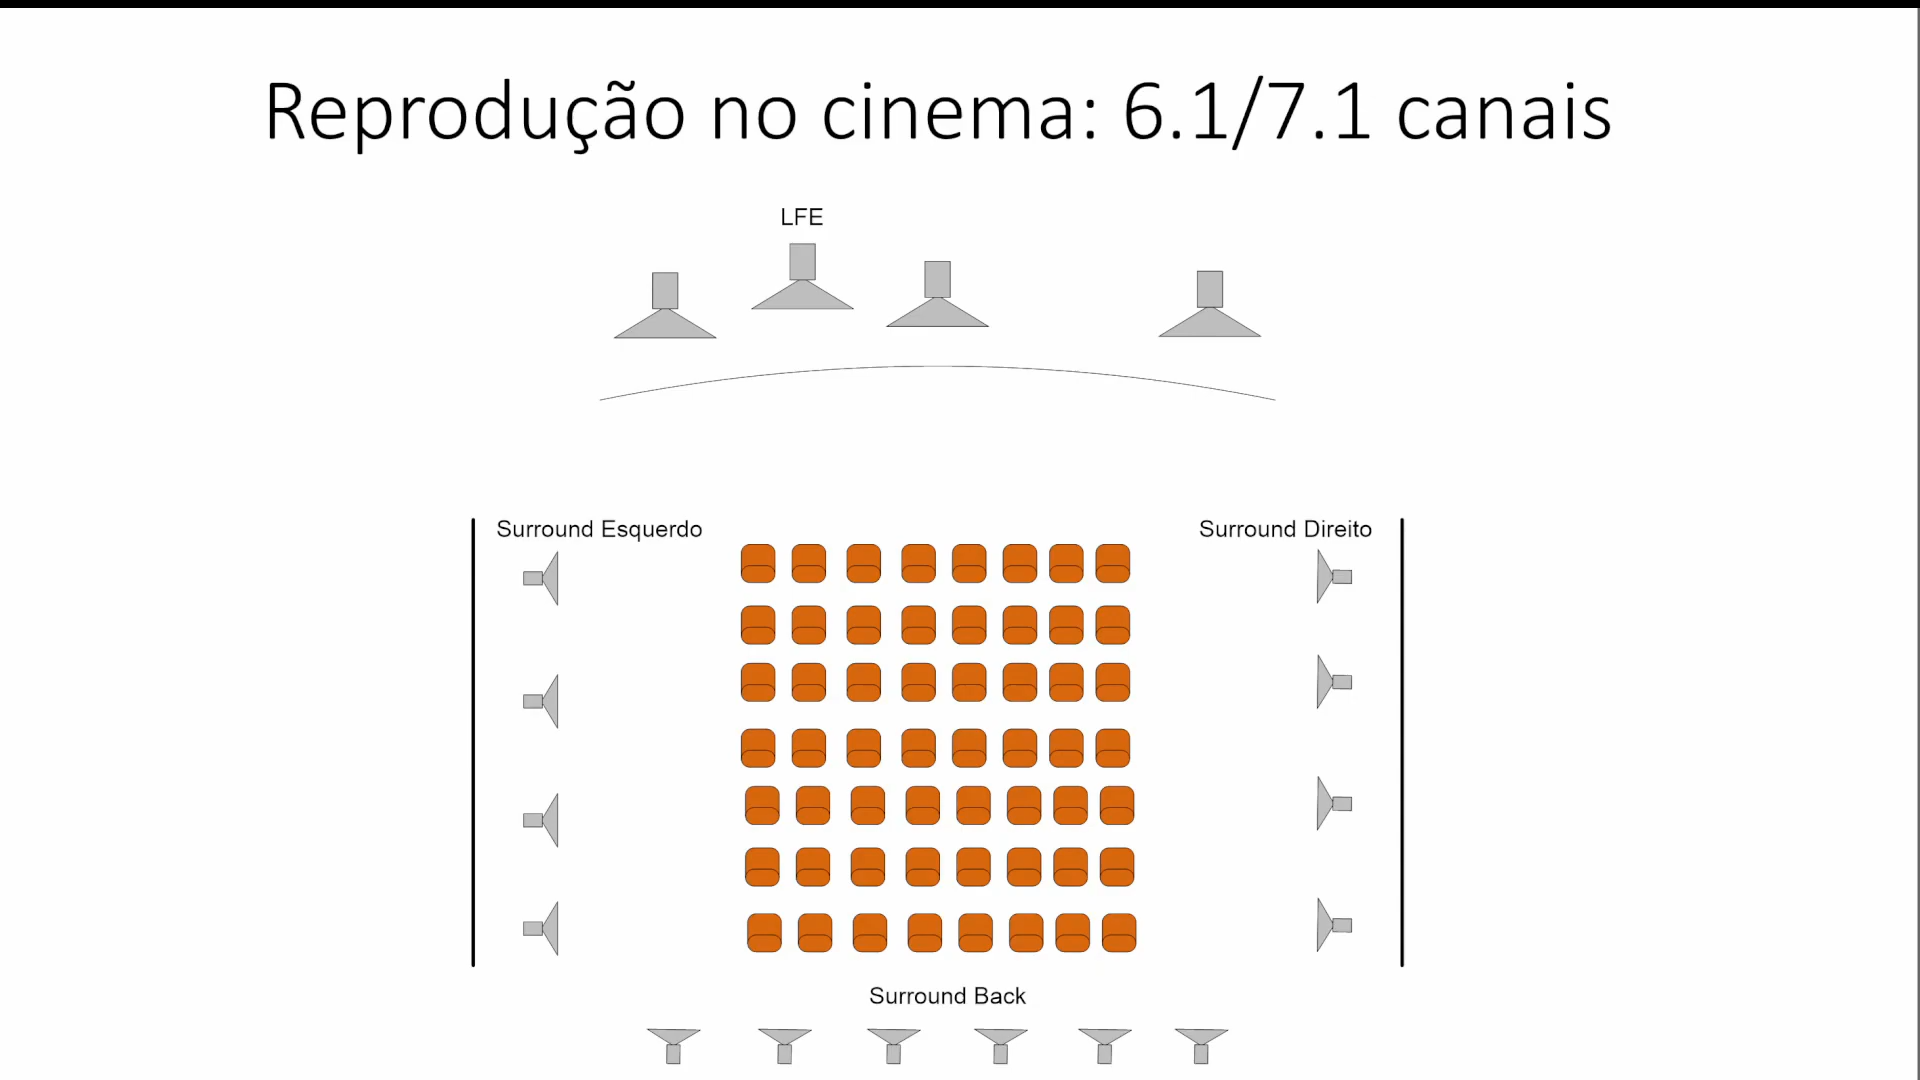 Reprodução no cinema: 6.1/7.1 canais
LFE
Surround Esquerdo
Surround Direito
Surround Back